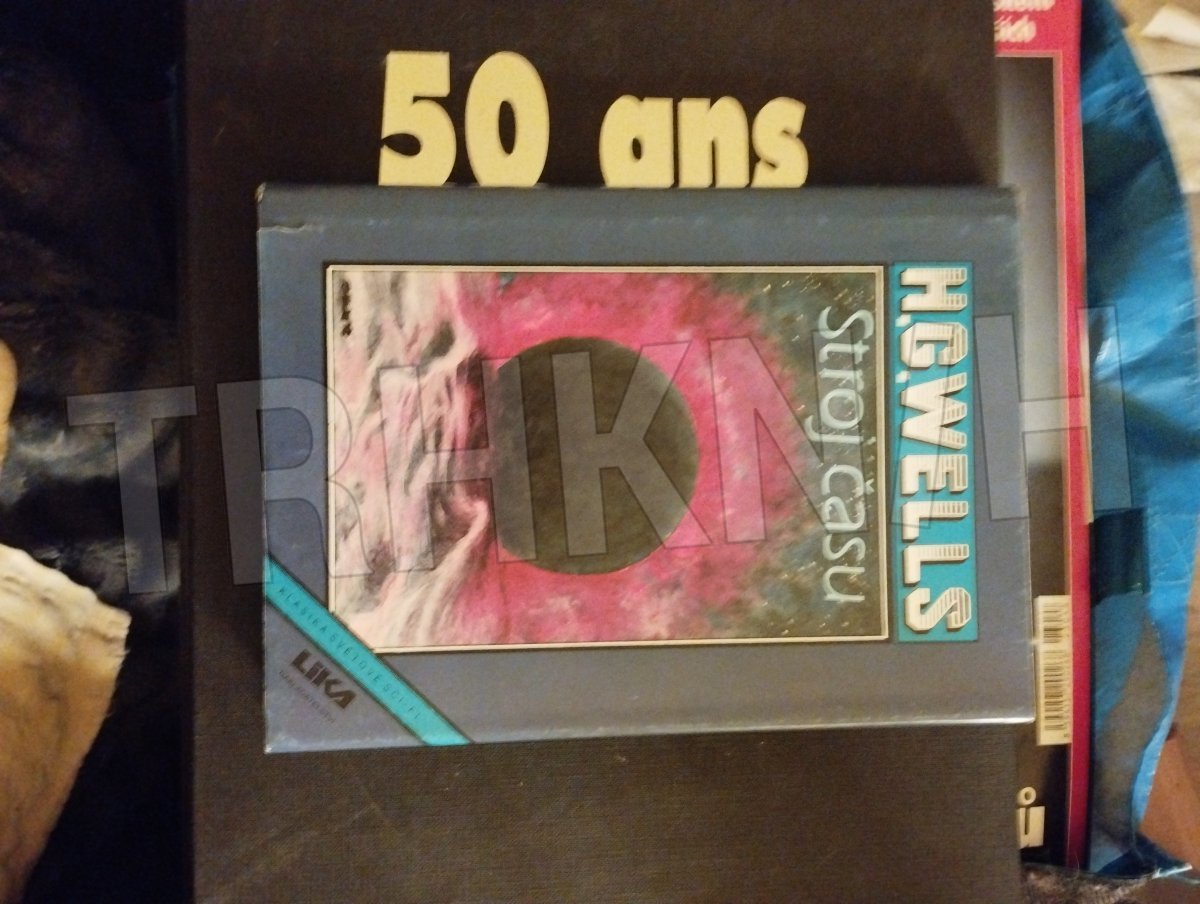 50 ans
H.G.WELLS
Stroj času
KLASIKA SVĚTOVÉ SCI-FI
LIKA
TRHKNIH